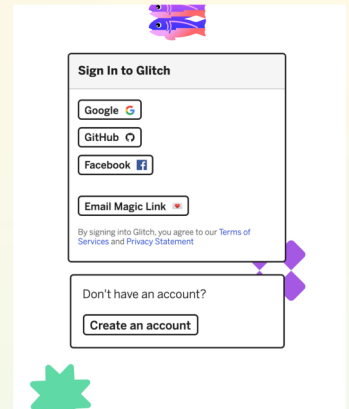 Sign In to Glitch
Google
GitHub
Facebook
Email Magic Link
By signing into Glitch, you agree to our Terms of
Services and Privacy Statement
Don't have an account?
Create an account